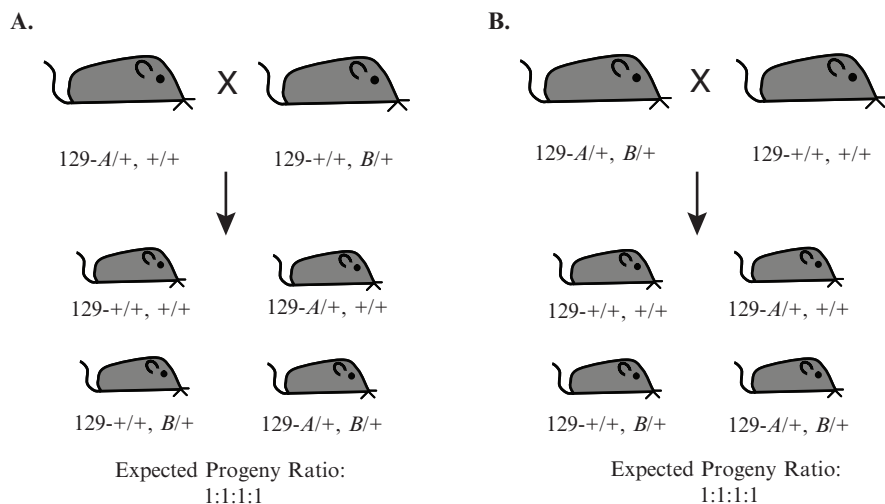 A.
X
129-A/+, +/+
129-+/+, B/+
129-+/+, +/+
129-A/+, +/+
129-+/+, B/+
129-A/+, B/+
Expected Progeny Ratio:
1:1:1:1
B.
X
129-A/+, B/+
129-+/+, +/+
129-+/+, +/+
129-A/+, +/+
129-+/+, B/+
129-A/+, B/+
Expected Progeny Ratio:
1:1:1:1